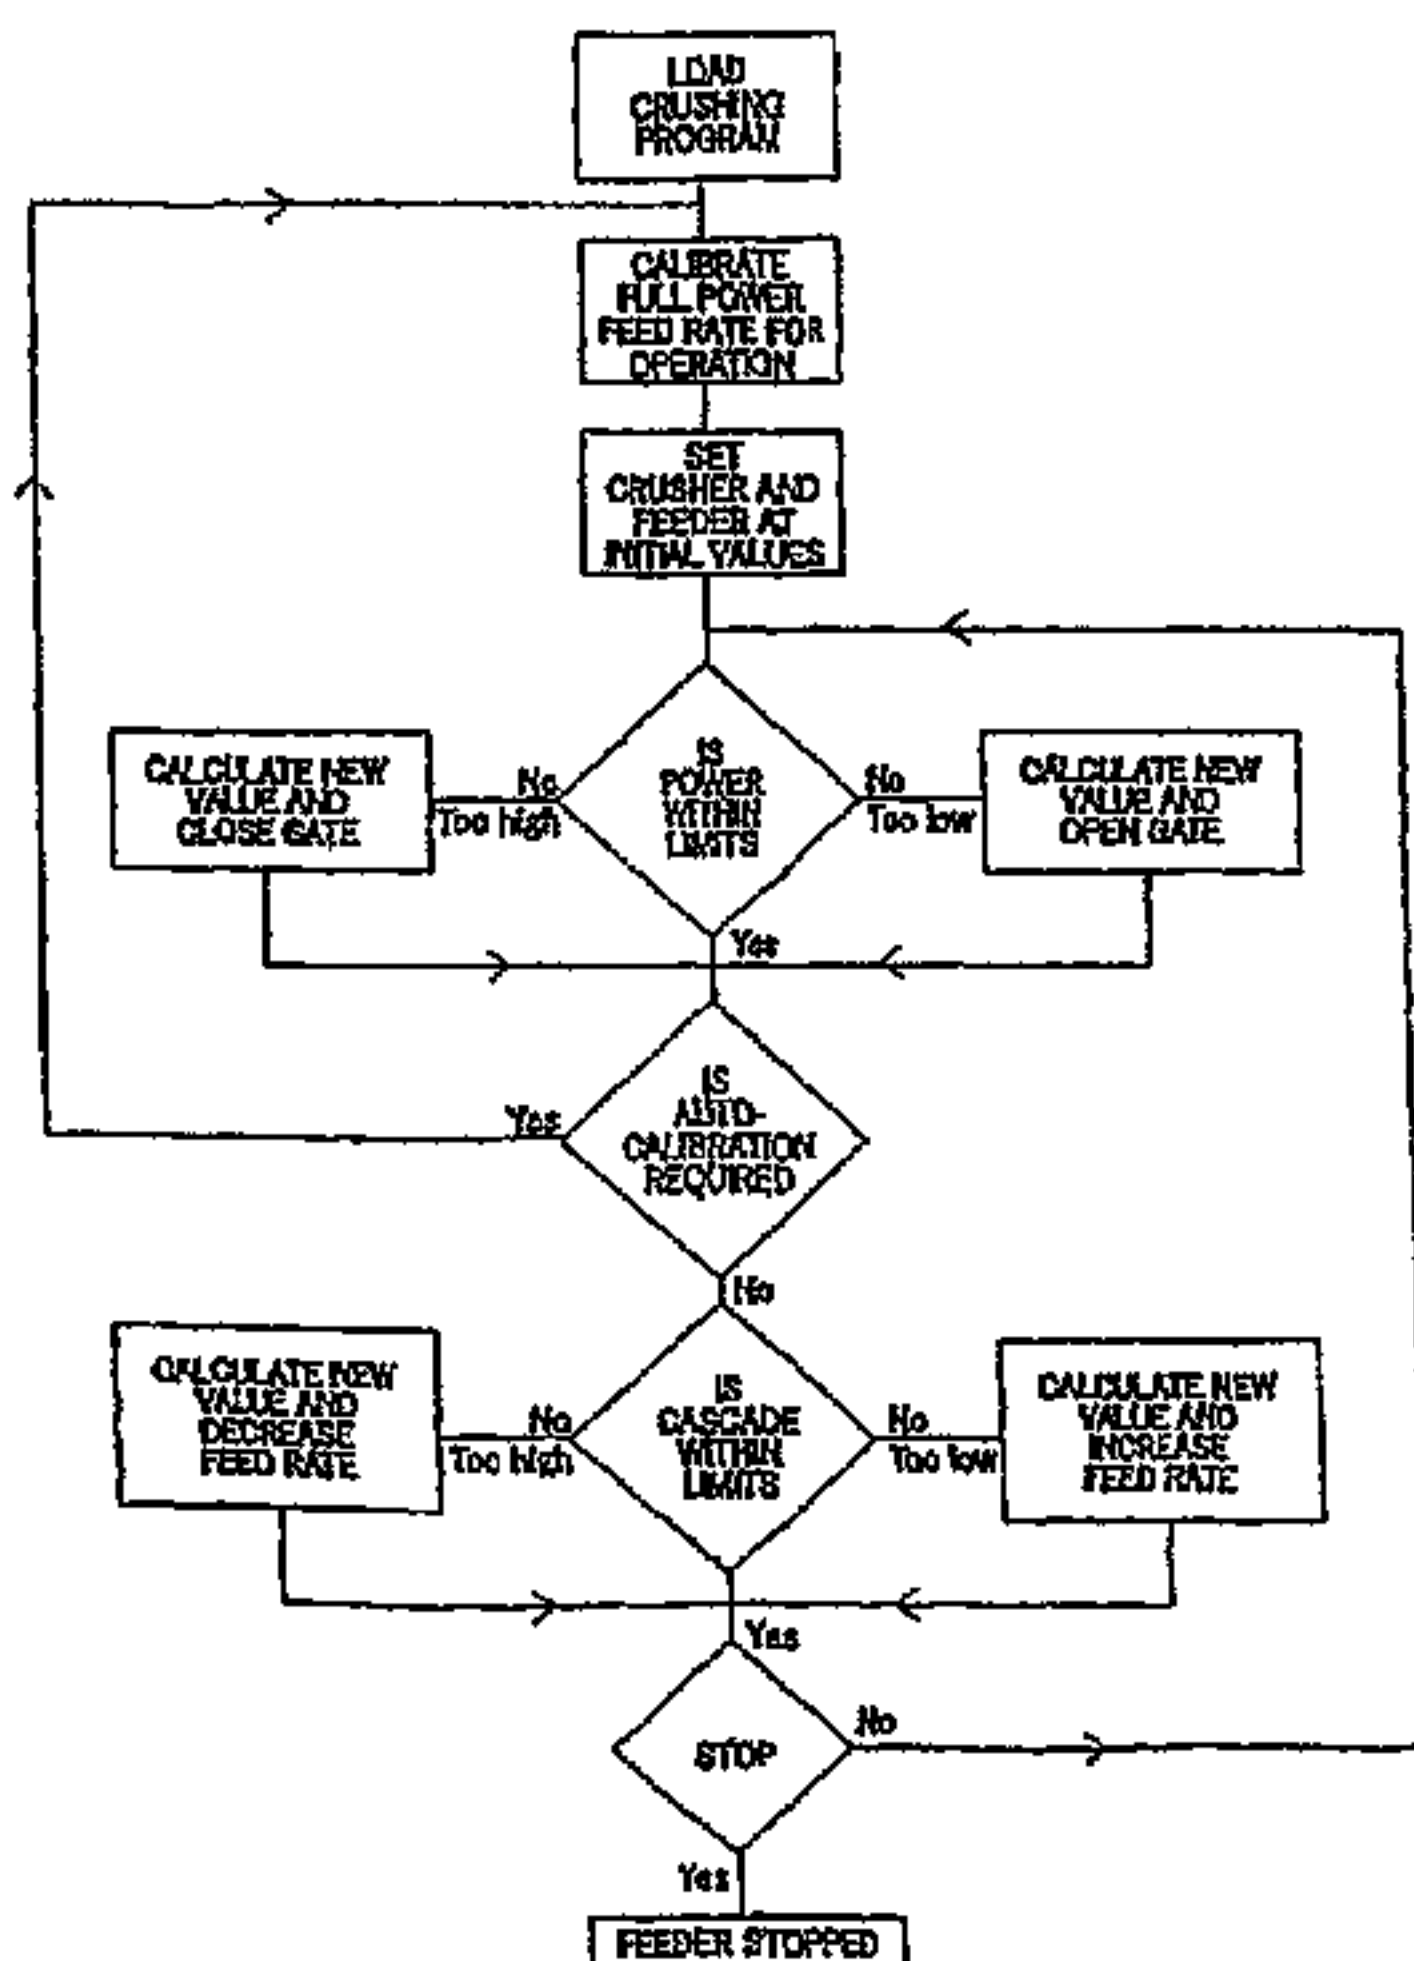 LOAD
CRUSHING
PROGRAM
CALIBRATE
FULL POWER
FEED RATE FOR
OPERATION
SET
CRUSHER AND
FEEDER AT
INITIAL VALUES
CALCULATE NEW
VALUE AND
CLOSE GATE
No
Too high
IS
POWER
WITHIN
LIMITS
No
Too low
CALCULATE NEW
VALUE AND
OPEN GATE
Yes
Yes
IS
AUTO-
CALIBRATION
REQUIRED
No
CALCULATE NEW
VALUE AND
DECREASE
FEED RATE
No
Too high
IS
CASCADE
WITHIN
LIMITS
No
Too low
CALCULATE NEW
VALUE AND
INCREASE
FEED RATE
Yes
STOP
No
Yes
FEEDER STOPPED